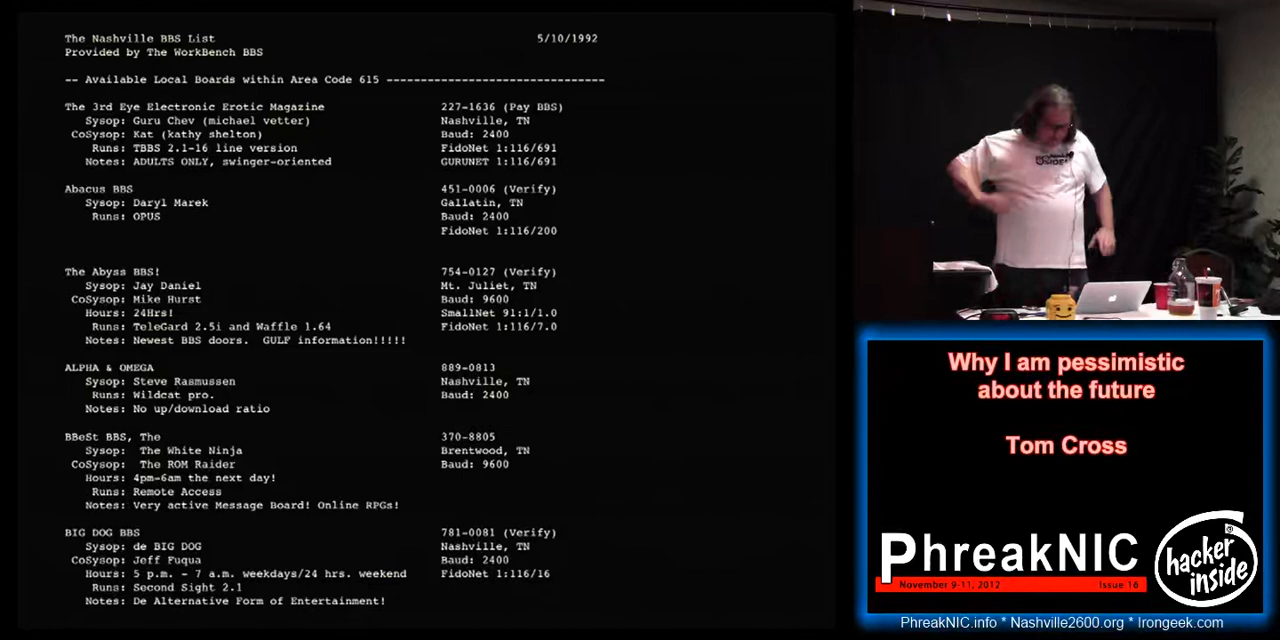 The Nashville BBS List 5/10/1992
Provided by The WorkBench BBS
-- Available Local Boards within Area Code 615 --------------------------------
The 3rd Eye Electronic Erotic Magazine 227-1636 (Pay BBS)
Sysop: Guru Chev (michael vetter) Nashville, TN
CoSysop: Kat (kathy shelton) Baud: 2400
Runs: TBBS 2.1-16 line version FidoNet 1:116/691
Notes: ADULTS ONLY, swinger-oriented GURUNET 1:116/691
Abacus BBS 451-0006 (Verify)
Sysop: Daryl Marek Gallatin, TN
Runs: OPUS Baud: 2400
FidoNet 1:116/200
The Abyss BBS! 754-0127 (Verify)
Sysop: Jay Daniel Mt. Juliet, TN
CoSysop: Mike Hurst Baud: 9600
Hours: 24Hrs! SmallNet 91:1/1.0
Runs: TeleGard 2.5i and Waffle 1.64 FidoNet 1:116/7.0
Notes: Newest BBS doors. GULF information!!!!!
ALPHA & OMEGA 889-0813
Sysop: Steve Rasmussen Nashville, TN
Runs: Wildcat pro. Baud: 2400
Notes: No up/download ratio
BBeSt BBS, The 370-8805
Sysop: The White Ninja Brentwood, TN
CoSysop: The ROM Raider Baud: 9600
Hours: 4pm-6am the next day!
Runs: Remote Access
Notes: Very active Message Board! Online RPGs!
BIG DOG BBS 781-0081 (Verify)
Sysop: de BIG DOG Nashville, TN
CoSysop: Jeff Fuqua Baud: 2400
Hours: 5 p.m. - 7 a.m. weekdays/24 hrs. weekend FidoNet 1:116/16
Runs: Second Sight 2.1
Notes: De Alternative Form of Entertainment!
Why I am pessimistic
about the future
Tom Cross
PhreakNIC
November 9-11, 2012 Issue 16
hacker
inside
PhreakNIC.info * Nashville2600.org * Irongeek.com